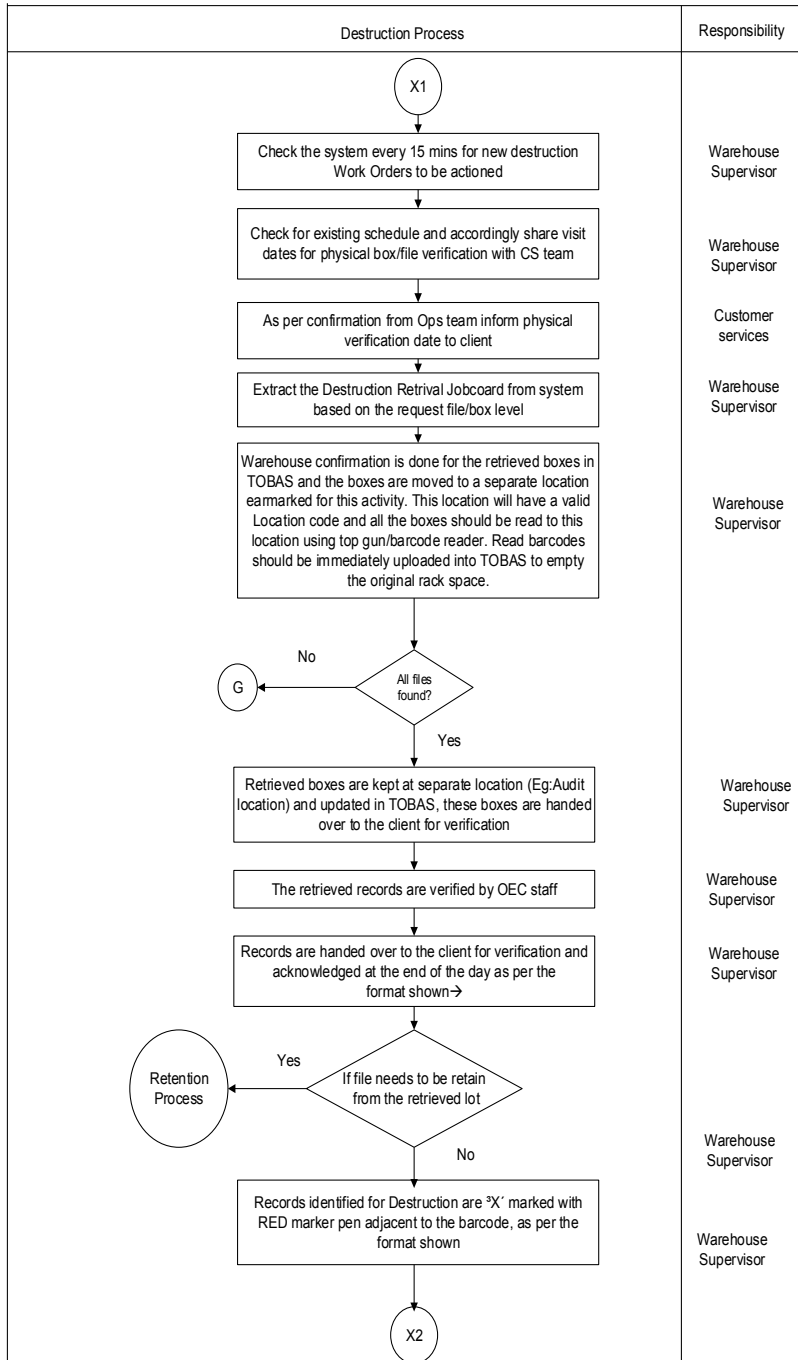 Destruction Process
Responsibility
X1
Check the system every 15 mins for new destruction
Work Orders to be actioned
Warehouse
Supervisor
Check for existing schedule and accordingly share visit
dates for physical box/file verification with CS team
Warehouse
Supervisor
As per confirmation from Ops team inform physical
verification date to client
Customer
services
Extract the Destruction Retrival Jobcoard from system
based on the request file/box level
Warehouse
Supervisor
Warehouse confirmation is done for the retrieved boxes in
TOBAS and the boxes are moved to a separate location
earmarked for this activity. This location will have a valid
Location code and all the boxes should be read to this
location using top gun/barcode reader. Read barcodes
should be immediately uploaded into TOBAS to empty
the original rack space.
Warehouse
Supervisor
All files
found?
No
G
Yes
Retrieved boxes are kept at separate location (Eg:Audit
location) and updated in TOBAS, these boxes are handed
over to the client for verification
Warehouse
Supervisor
The retrieved records are verified by OEC staff
Warehouse
Supervisor
Records are handed over to the client for verification and
acknowledged at the end of the day as per the
format shown→
Warehouse
Supervisor
If file needs to be retain
from the retrieved lot
Yes
Retention
Process
No
Warehouse
Supervisor
Records identified for Destruction are ³X´ marked with
RED marker pen adjacent to the barcode, as per the
format shown
Warehouse
Supervisor
X2